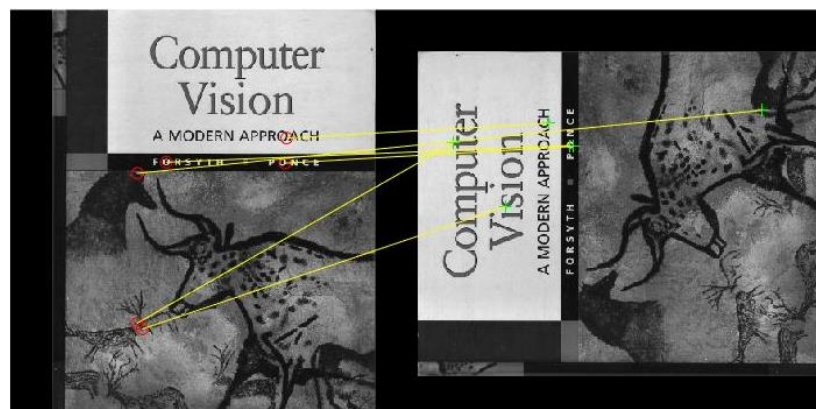 Computer
Vision
A MODERN APPROACH
FORSYTH PONCE
Computer
Vision
A MODERN APPROACH
FORSYTH PONCE